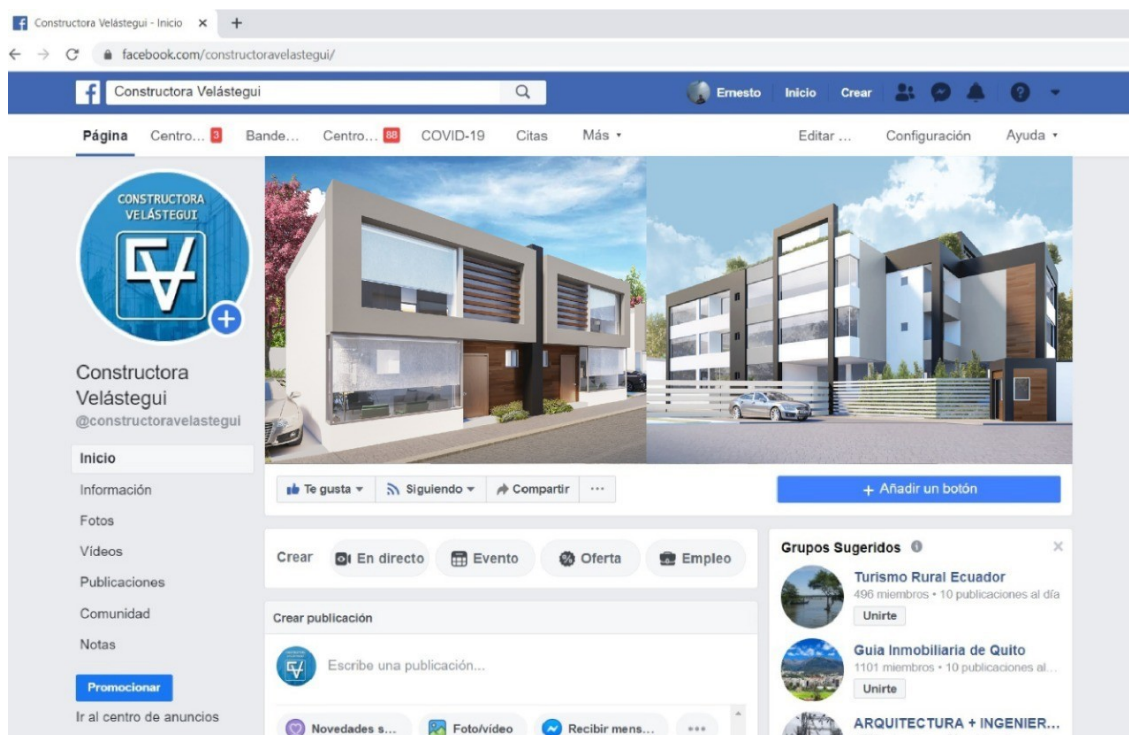 Constructora Velástegui - Inicio
facebook.com/constructoravelastegui/
Constructora Velástegui
Ernesto Inicio Crear
Página Centro... 3 Bande... Centro... 88 COVID-19 Citas Más Editar ... Configuración Ayuda
CONSTRUCTORA
VELÁSTEGUI
CV
Constructora
Velástegui
@constructoravelastegui
Inicio
Información
Fotos
Vídeos
Publicaciones
Comunidad
Notas
Promocionar
Ir al centro de anuncios
Te gusta Siguiendo Compartir ...
+ Añadir un botón
Crear En directo Evento Oferta Empleo
Crear publicación
Escribe una publicación...
Novedades s... Foto/vídeo Recibir mens... ...
Grupos Sugeridos
Turismo Rural Ecuador
496 miembros • 10 publicaciones al día
Unirte
Guia Inmobiliaria de Quito
1101 miembros • 10 publicaciones al...
Unirte
ARQUITECTURA + INGENIER...